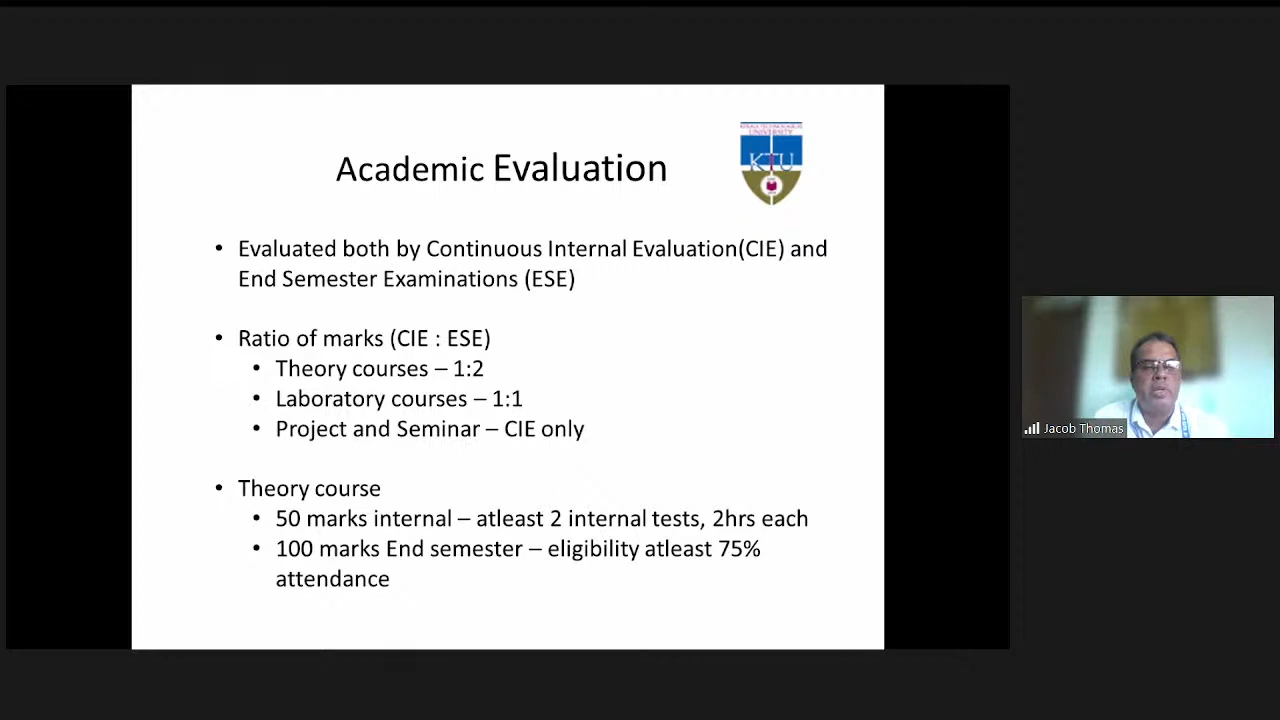 UNIVERSITY
KTU
Academic Evaluation
• Evaluated both by Continuous Internal Evaluation(CIE) and
End Semester Examinations (ESE)
• Ratio of marks (CIE : ESE)
• Theory courses – 1:2
• Laboratory courses – 1:1
• Project and Seminar – CIE only
• Theory course
• 50 marks internal – atleast 2 internal tests, 2hrs each
• 100 marks End semester – eligibility atleast 75%
attendance
Jacob Thomas